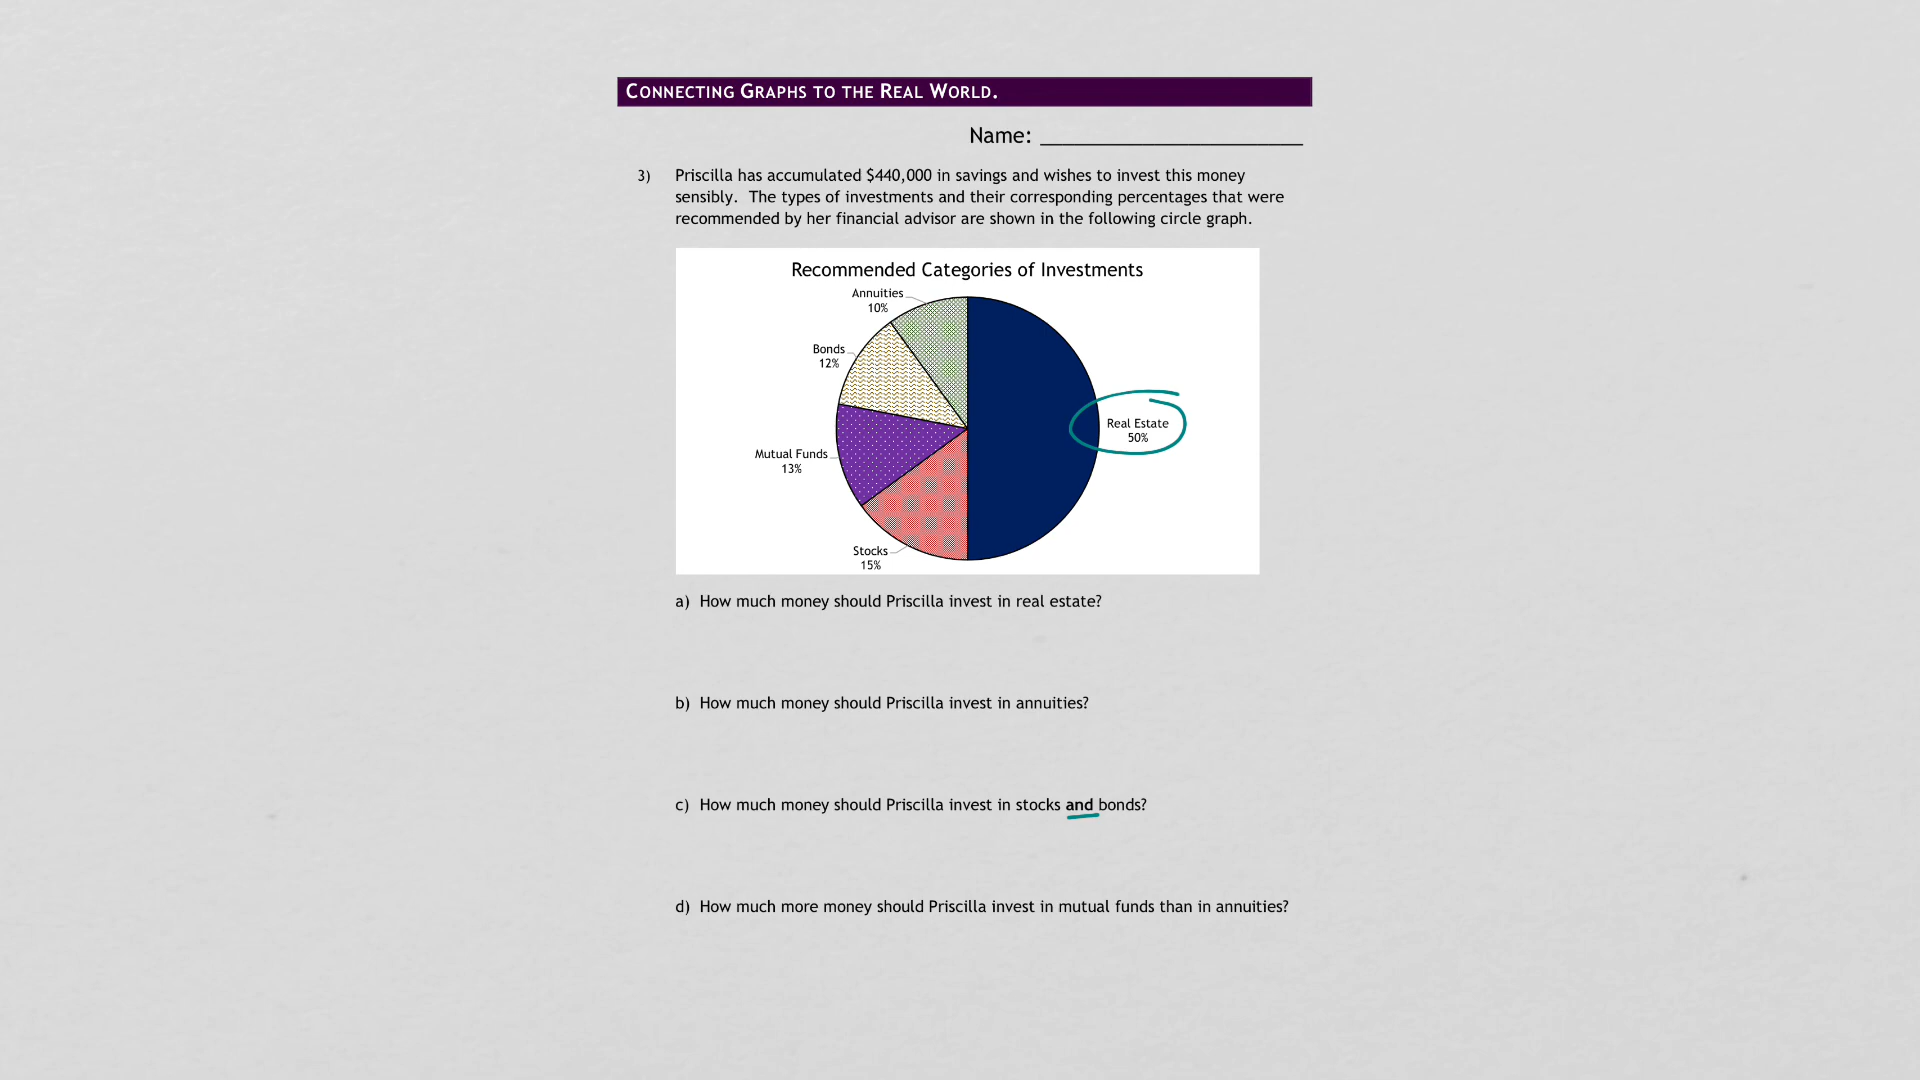 CONNECTING GRAPHS TO THE REAL WORLD.
Name: ______________________
3) Priscilla has accumulated $440,000 in savings and wishes to invest this money
sensibly. The types of investments and their corresponding percentages that were
recommended by her financial advisor are shown in the following circle graph.
Recommended Categories of Investments
Annuities
10%
Bonds
12%
Real Estate
50%
Mutual Funds
13%
Stocks
15%
a) How much money should Priscilla invest in real estate?
b) How much money should Priscilla invest in annuities?
c) How much money should Priscilla invest in stocks and bonds?
d) How much more money should Priscilla invest in mutual funds than in annuities?